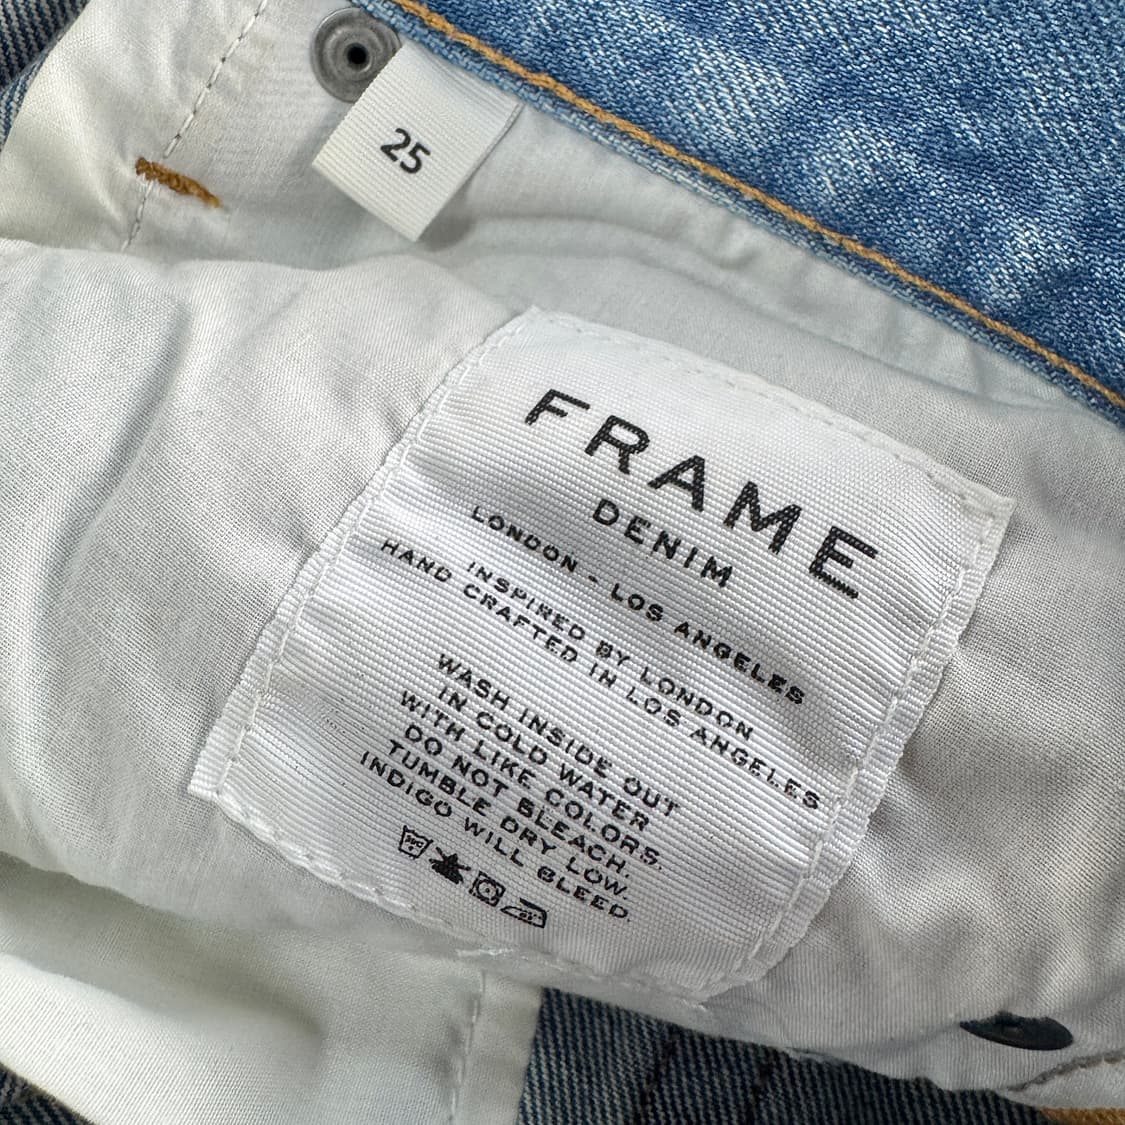 25
FRAME
DENIM
LONDON - LOS ANGELES
INSPIRED BY LONDON
HAND CRAFTED IN LOS ANGELES
WASH INSIDE OUT
IN COLD WATER
WITH LIKE COLORS.
DO NOT BLEACH.
TUMBLE DRY LOW.
INDIGO WILL BLEED.